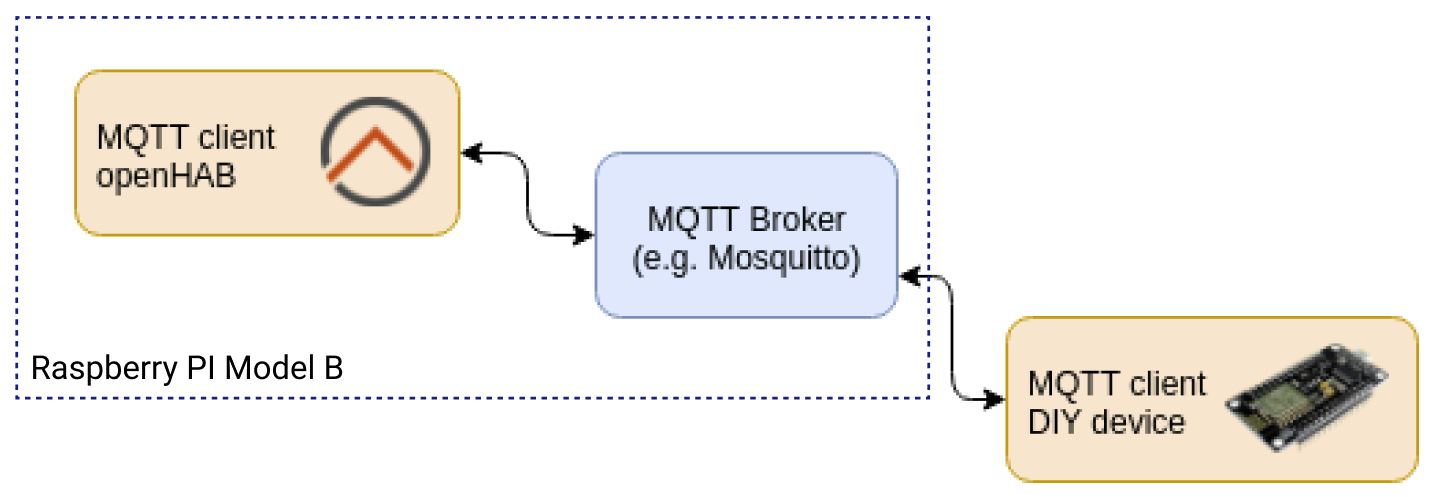 MQTT client
openHAB
MQTT Broker
(e.g. Mosquitto)
Raspberry PI Model B
MQTT client
DIY device